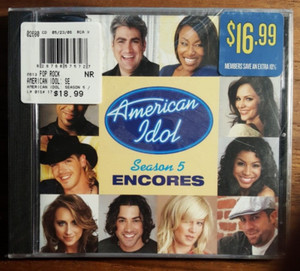 $16.99
MEMBERS SAVE AN EXTRA 10%
POP ROCK
NR
AMERICAN IDOL: SE
$18.99
American
Idol
Season 5
ENCORES